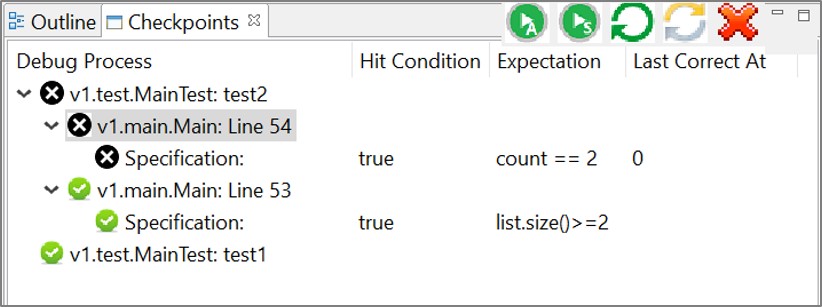 Outline Checkpoints
A S
Debug Process Hit Condition Expectation Last Correct At
v1.test.MainTest: test2
v1.main.Main: Line 54
Specification: true count == 2 0
v1.main.Main: Line 53
Specification: true list.size()>=2
v1.test.MainTest: test1